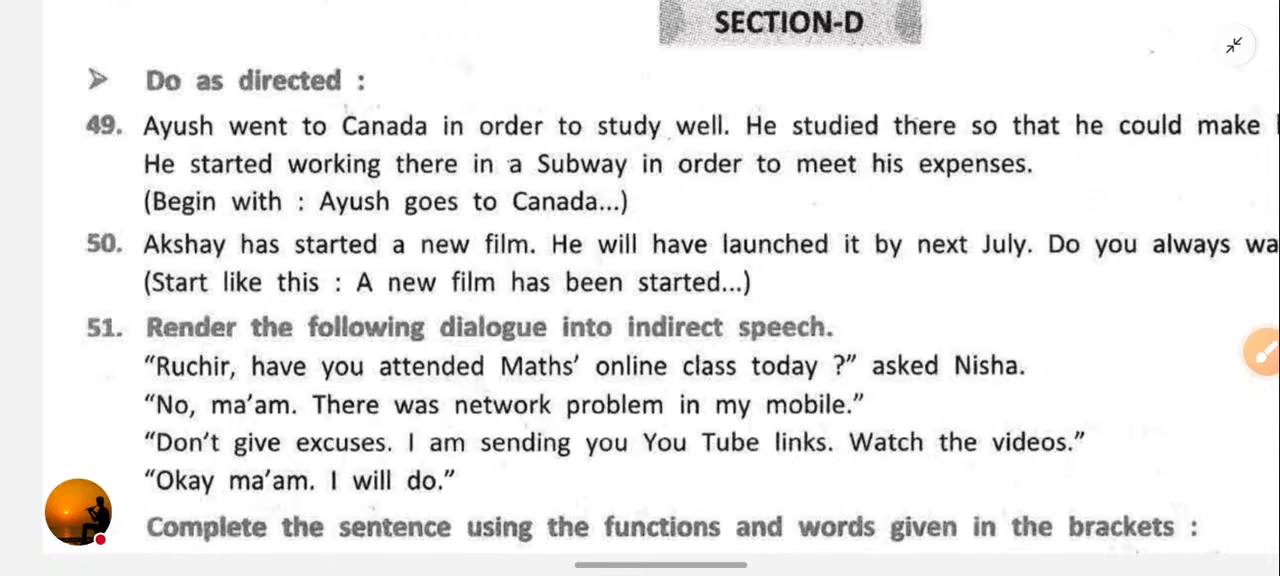 SECTION-D
➤ Do as directed :
49. Ayush went to Canada in order to study well. He studied there so that he could make
He started working there in a Subway in order to meet his expenses.
(Begin with : Ayush goes to Canada...)
50. Akshay has started a new film. He will have launched it by next July. Do you always wa
(Start like this : A new film has been started...)
51. Render the following dialogue into indirect speech.
“Ruchir, have you attended Maths’ online class today ?” asked Nisha.
“No, ma’am. There was network problem in my mobile.”
“Don’t give excuses. I am sending you You Tube links. Watch the videos.”
“Okay ma’am. I will do.”
Complete the sentence using the functions and words given in the brackets :